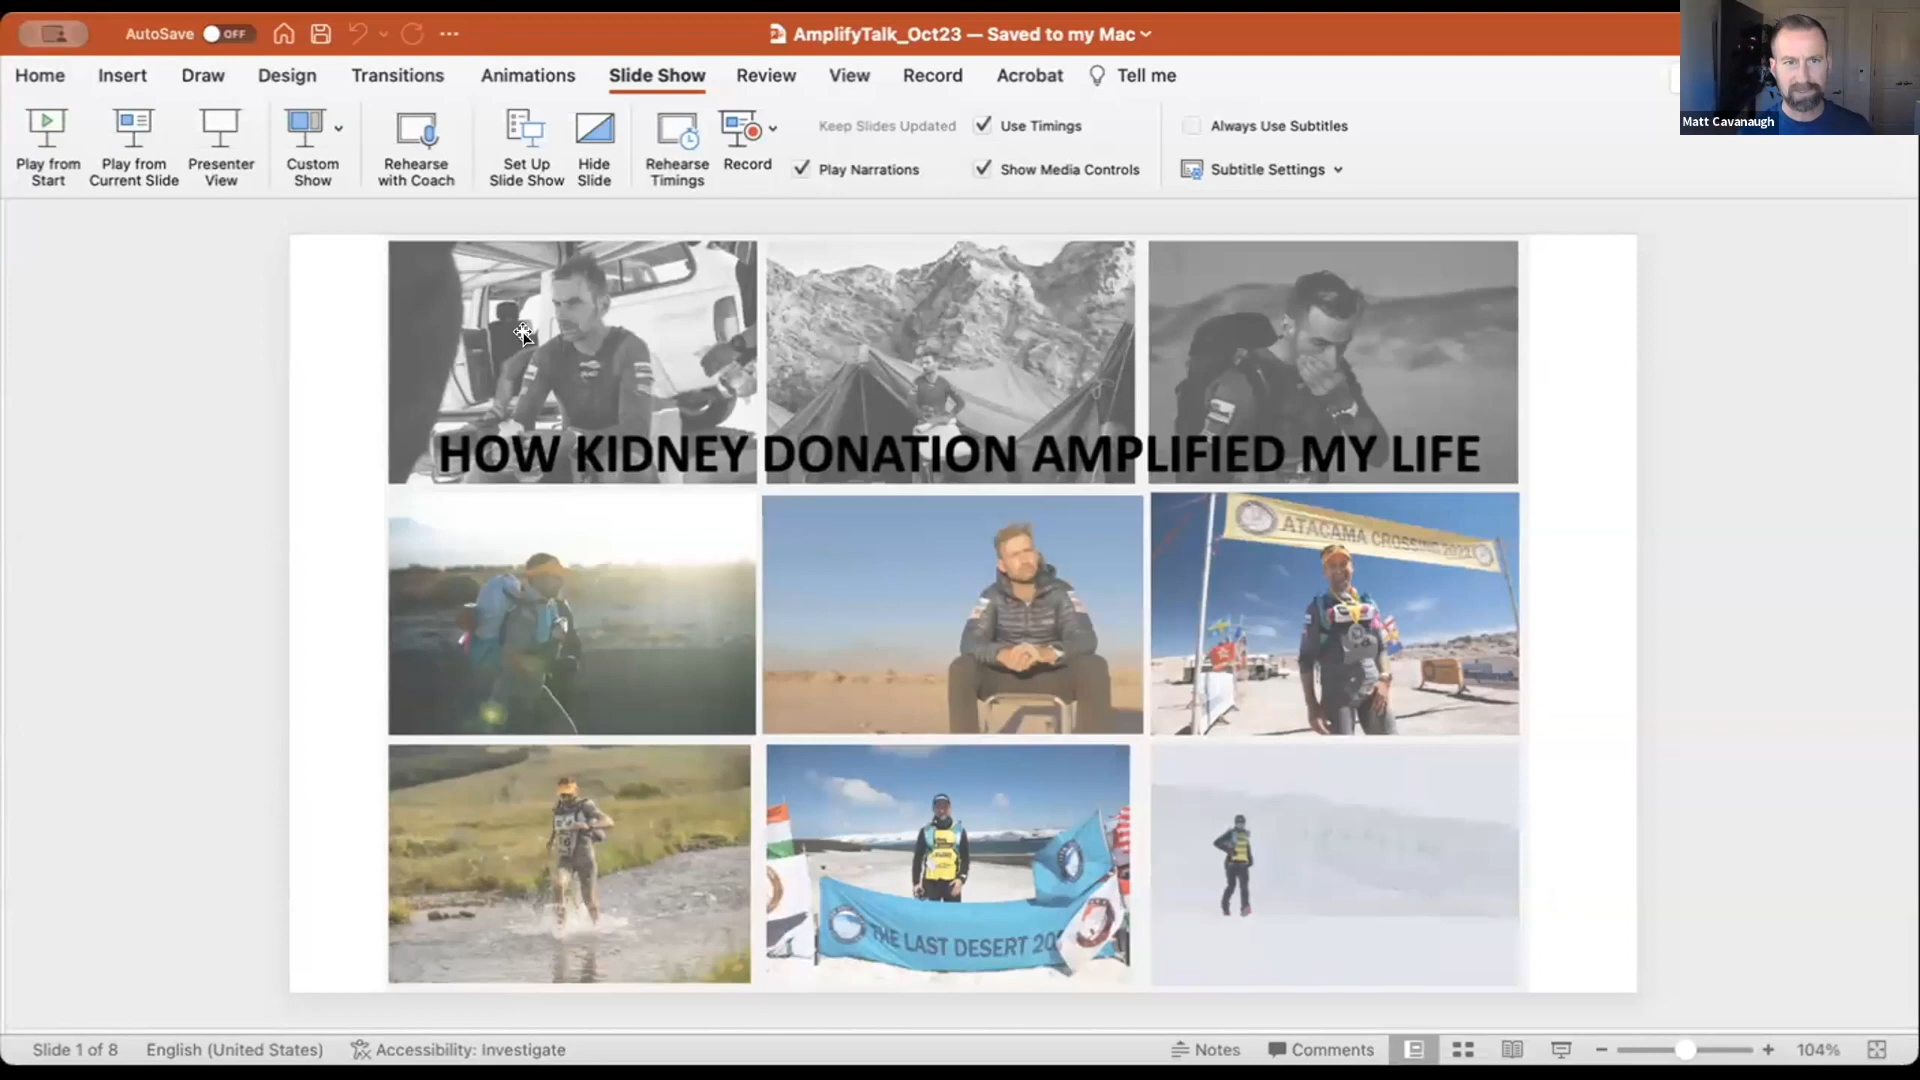 AutoSave OFF
AmplifyTalk_Oct23 — Saved to my Mac
Home Insert Draw Design Transitions Animations Slide Show Review View Record Acrobat Tell me
Matt Cavanaugh
Play from Start
Play from Current Slide
Presenter View
Custom Show
Rehearse with Coach
Set Up Slide Show
Hide Slide
Rehearse Timings
Record
Keep Slides Updated
Use Timings
Play Narrations
Show Media Controls
Always Use Subtitles
Subtitle Settings
HOW KIDNEY DONATION AMPLIFIED MY LIFE
ATACAMA CROSSING
THE LAST DESERT
Slide 1 of 8 English (United States) Accessibility: Investigate Notes Comments 104%